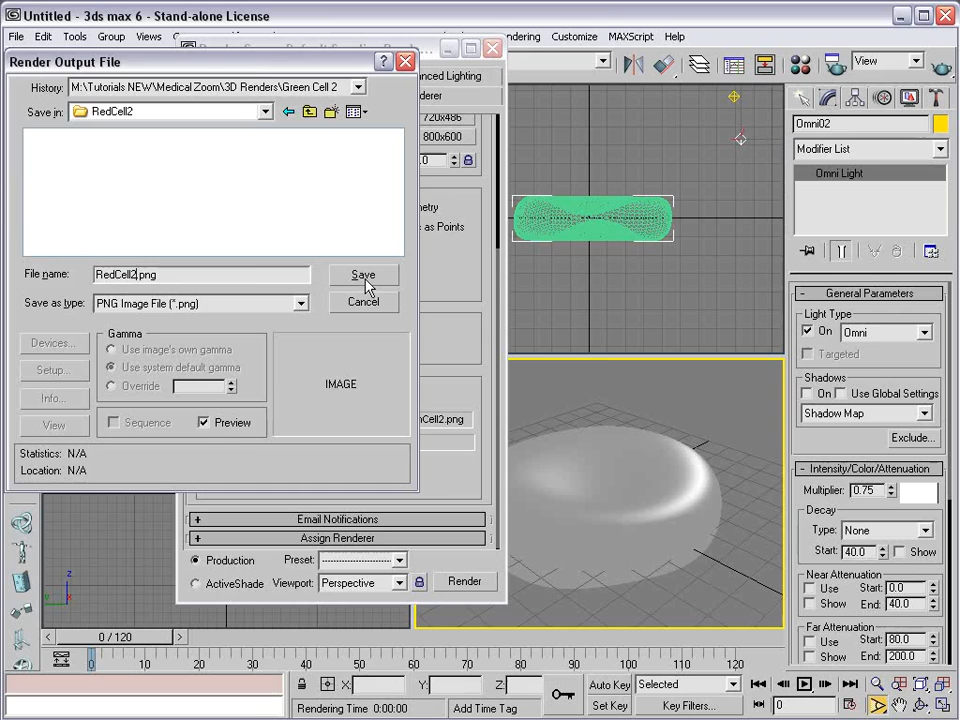 Untitled - 3ds max 6 - Stand-alone License
File Edit Tools Group Views
Customize MAXScript Help
Render Output File
History: M:\Tutorials NEW\Medical Zoom\3D Renders\Green Cell 2
Save in: RedCell2
File name: RedCell2.png
Save
Save as type: PNG Image File (*.png)
Cancel
Devices...
Setup...
Info...
View
Gamma
Use image's own gamma
Use system default gamma
Override
Sequence
Preview
IMAGE
Statistics: N/A
Location: N/A
720x486
800x600
as Points
Email Notifications
Assign Renderer
Production
Preset:
ActiveShade
Viewport: Perspective
Render
View
Omni02
Modifier List
Omni Light
General Parameters
Light Type
On Omni
Targeted
Shadows
On Use Global Settings
Shadow Map
Exclude...
Intensity/Color/Attenuation
Multiplier: 0.75
Decay
Type: None
Start: 40.0 Show
Near Attenuation
Use Start: 0.0
Show End: 40.0
Far Attenuation
Use Start: 80.0
Show End: 200.0
z
y
x
0 / 120
0 10 20 30 40 50 60 70 80 90 100 110 120
X: Y: Z:
Auto Key Selected
Rendering Time 0:00:00
Add Time Tag
Set Key Key Filters...
0